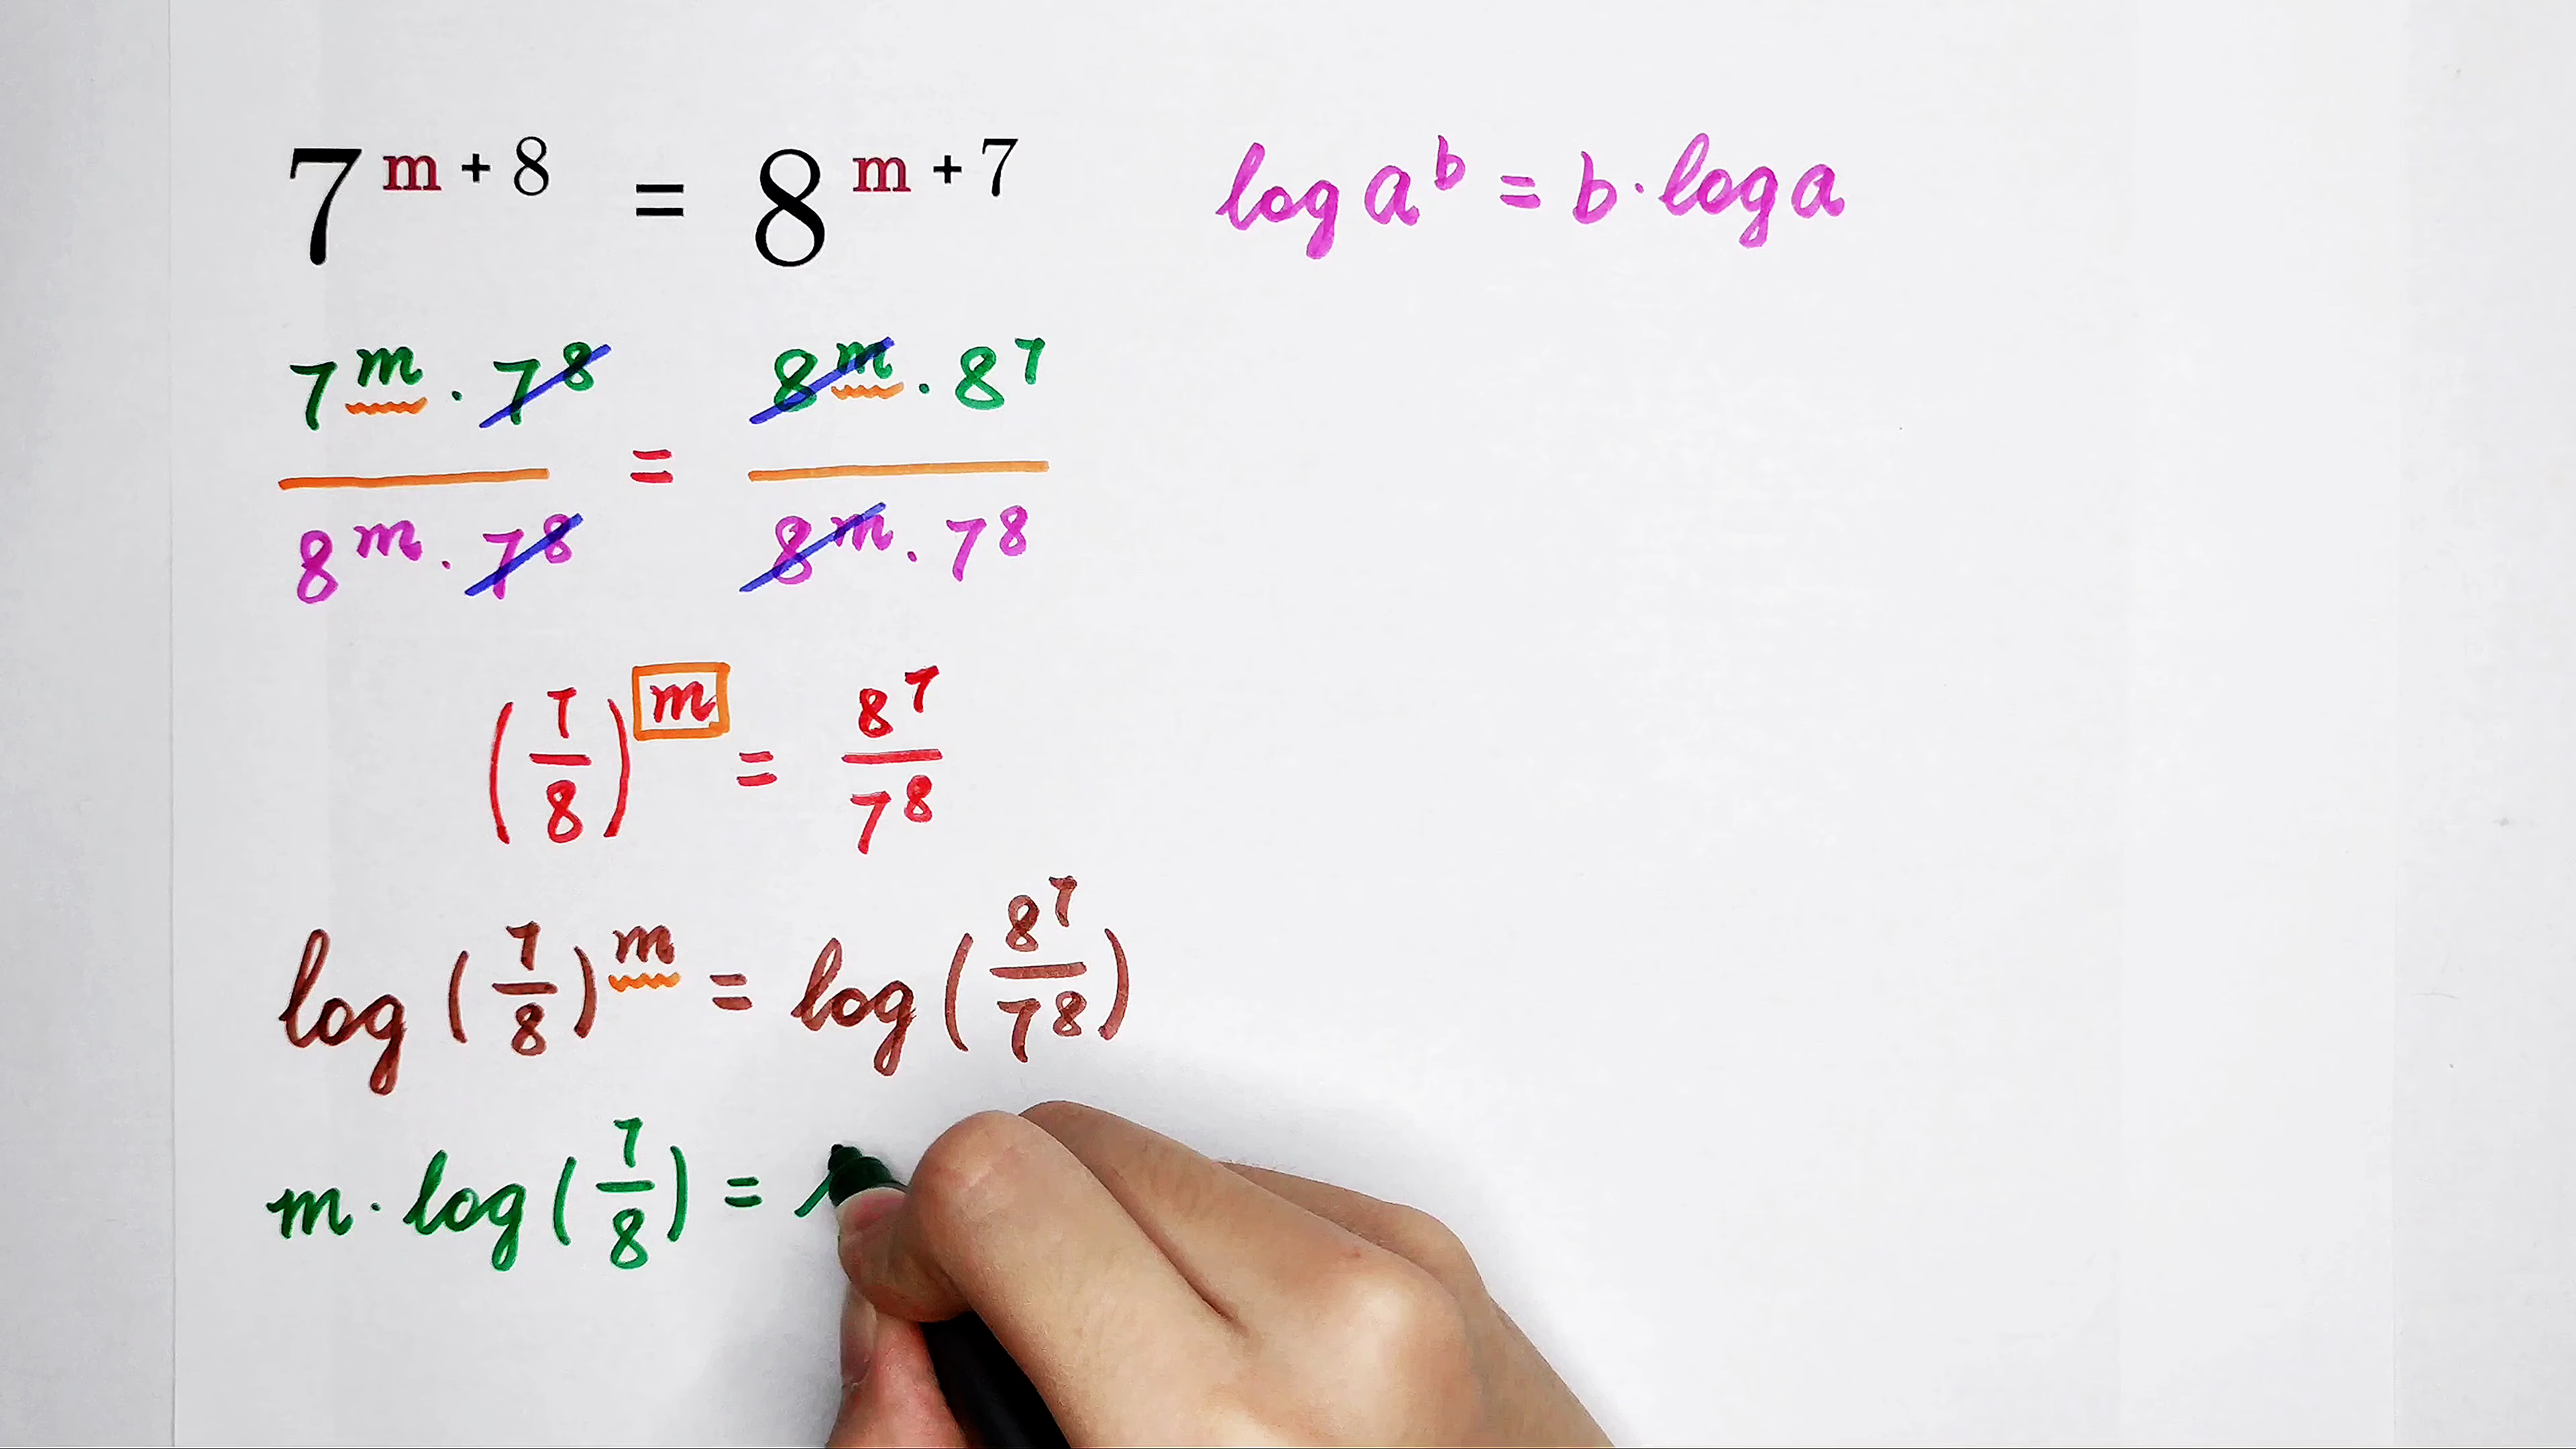 7^(m + 8) = 8^(m + 7)
log a^b = b · log a
(7^m · 7^8) / (8^m · 7^8) = (8^m · 8^7) / (8^m · 7^8)
(7/8)^m = 8^7 / 7^8
log (7/8)^m = log (8^7 / 7^8)
m · log (7/8) =